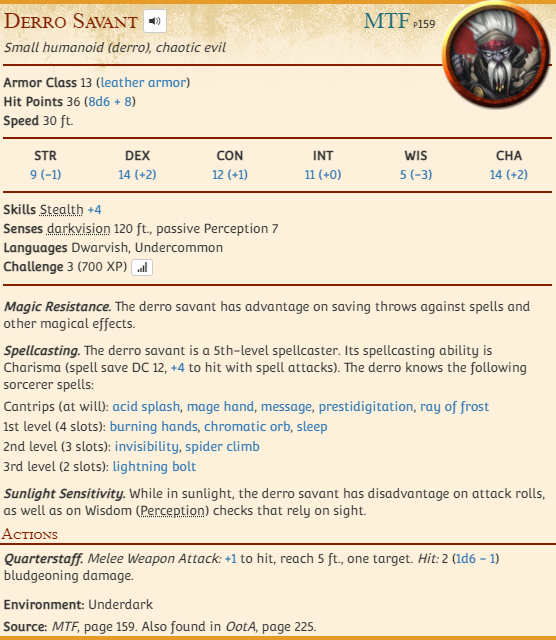 Derro Savant MTF p159
Small humanoid (derro), chaotic evil
Armor Class 13 (leather armor)
Hit Points 36 (8d6 + 8)
Speed 30 ft.
STR DEX CON INT WIS CHA
9 (−1) 14 (+2) 12 (+1) 11 (+0) 5 (−3) 14 (+2)
Skills Stealth +4
Senses darkvision 120 ft., passive Perception 7
Languages Dwarvish, Undercommon
Challenge 3 (700 XP)
Magic Resistance. The derro savant has advantage on saving throws against spells and
other magical effects.
Spellcasting. The derro savant is a 5th-level spellcaster. Its spellcasting ability is
Charisma (spell save DC 12, +4 to hit with spell attacks). The derro knows the following
sorcerer spells:
Cantrips (at will): acid splash, mage hand, message, prestidigitation, ray of frost
1st level (4 slots): burning hands, chromatic orb, sleep
2nd level (3 slots): invisibility, spider climb
3rd level (2 slots): lightning bolt
Sunlight Sensitivity. While in sunlight, the derro savant has disadvantage on attack rolls,
as well as on Wisdom (Perception) checks that rely on sight.
Actions
Quarterstaff. Melee Weapon Attack: +1 to hit, reach 5 ft., one target. Hit: 2 (1d6 − 1)
bludgeoning damage.
Environment: Underdark
Source: MTF, page 159. Also found in OotA, page 225.